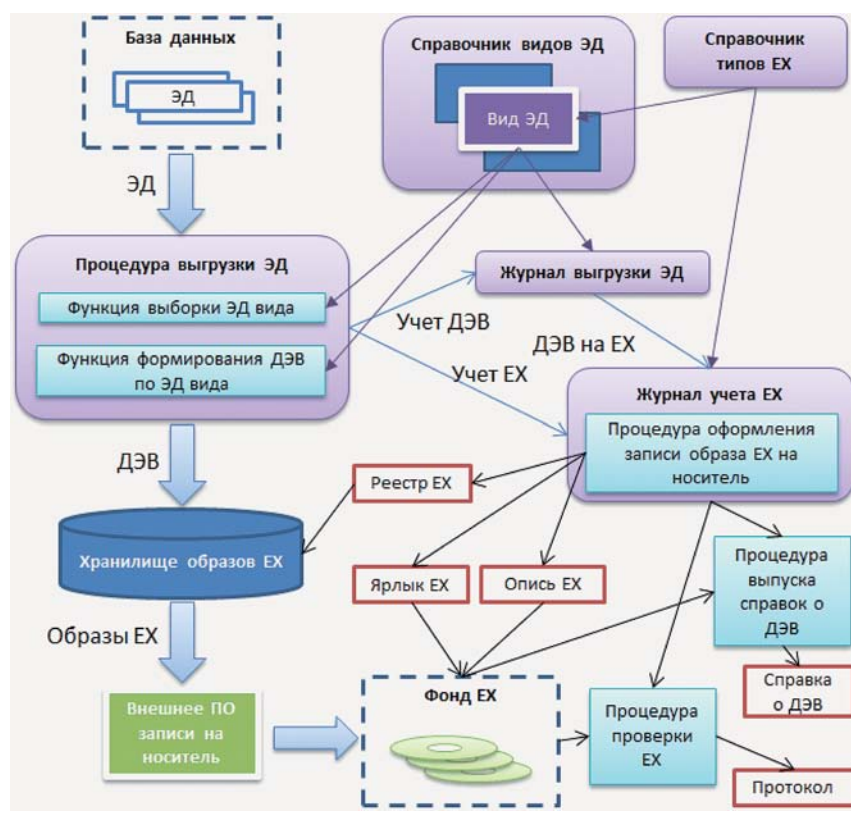 База данных
ЭД
Справочник видов ЭД
Вид ЭД
Справочник
типов ЕХ
ЭД
Процедура выгрузки ЭД
Функция выборки ЭД вида
Функция формирования ДЭВ
по ЭД вида
Журнал выгрузки ЭД
Учет ДЭВ
ДЭВ на ЕХ
Учет ЕХ
Журнал учета ЕХ
Процедура оформления
записи образа ЕХ на
носитель
ДЭВ
Реестр ЕХ
Хранилище образов ЕХ
Ярлык ЕХ
Опись ЕХ
Процедура
выпуска
справок о
ДЭВ
Образы ЕХ
Справка
о ДЭВ
Внешнее ПО
записи на
носитель
Фонд ЕХ
Процедура
проверки
ЕХ
Протокол